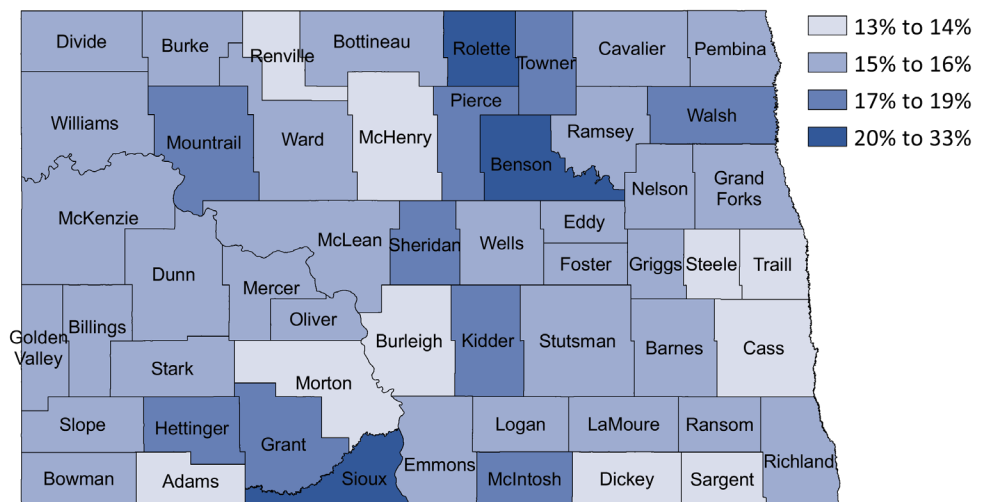 Divide
Burke
Renville
Bottineau
Rolette
Towner
Cavalier
Pembina
13% to 14%
15% to 16%
17% to 19%
20% to 33%
Williams
Mountrail
Ward
McHenry
Pierce
Benson
Ramsey
Walsh
Nelson
Grand
Forks
McKenzie
Dunn
McLean
Mercer
Oliver
Sheridan
Wells
Eddy
Foster
Griggs
Steele
Traill
Golden
Valley
Billings
Stark
Morton
Burleigh
Kidder
Stutsman
Barnes
Cass
Slope
Hettinger
Grant
Sioux
Emmons
Logan
LaMoure
Ransom
Richland
Bowman
Adams
McIntosh
Dickey
Sargent